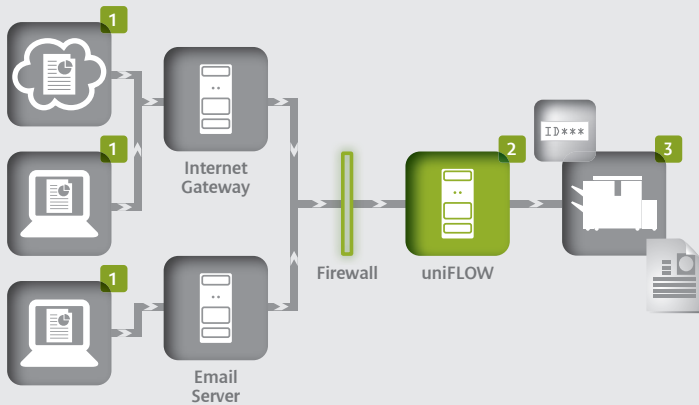 1
1
Internet
Gateway
1
Email
Server
Firewall
2
uniFLOW
ID***
3